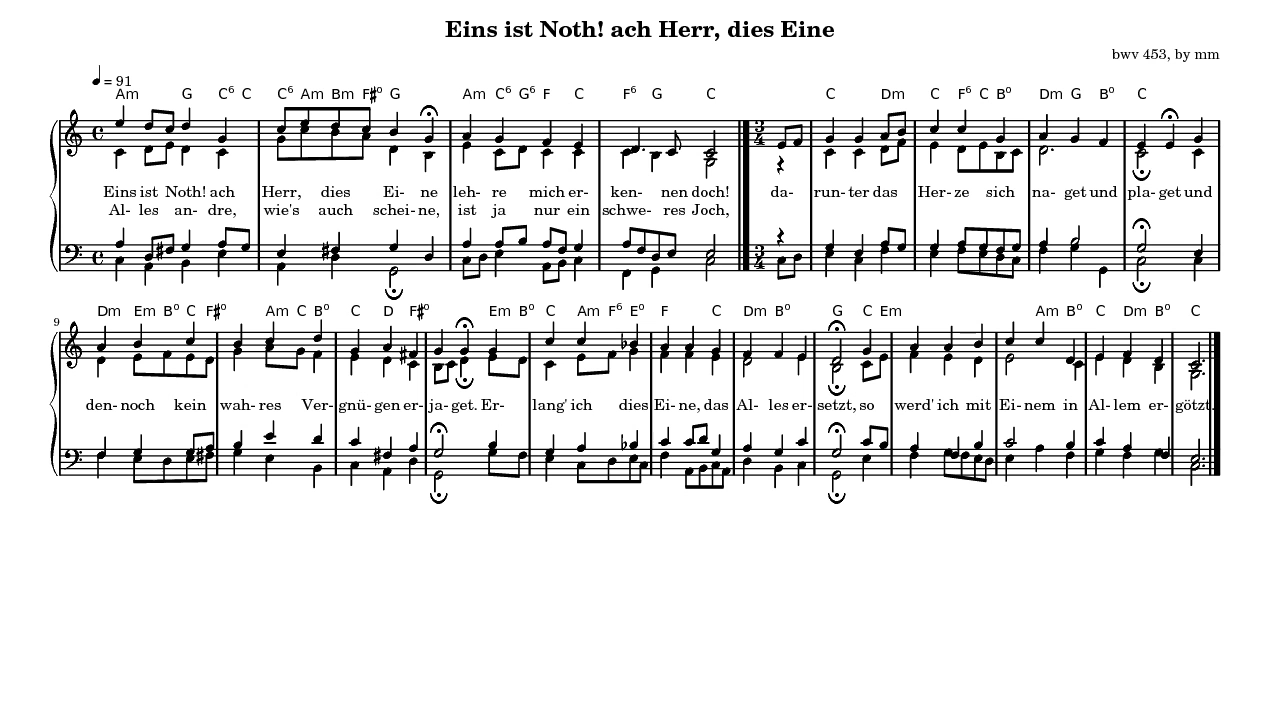 Eins ist Noth! ach Herr, dies Eine
bwv 453, by mm
♩ = 91
Am G C6 C C6 Am Bm F♯o G Am C6 G6 F C F6 G C C Dm C F6 C Bo Dm G Bo C
Eins ist Noth! ach Herr, dies Ei- ne leh- re mich er- ken- nen doch! da- run- ter das Her- ze sich na- get und pla- get und
Al- les an- dre, wie's auch schei- ne, ist ja nur ein schwe- res Joch,
9
Dm Em Bo C F♯o Am C Bo C D F♯o Em Bo C Am F6 Eo F C Dm Bo G C Em Am Bo C Dm Bo C
den- noch kein wah- res Ver- gnü- gen er- ja- get. Er- lang' ich dies Ei- ne, das Al- les er- setzt, so werd' ich mit Ei- nem in Al- lem er- götzt.